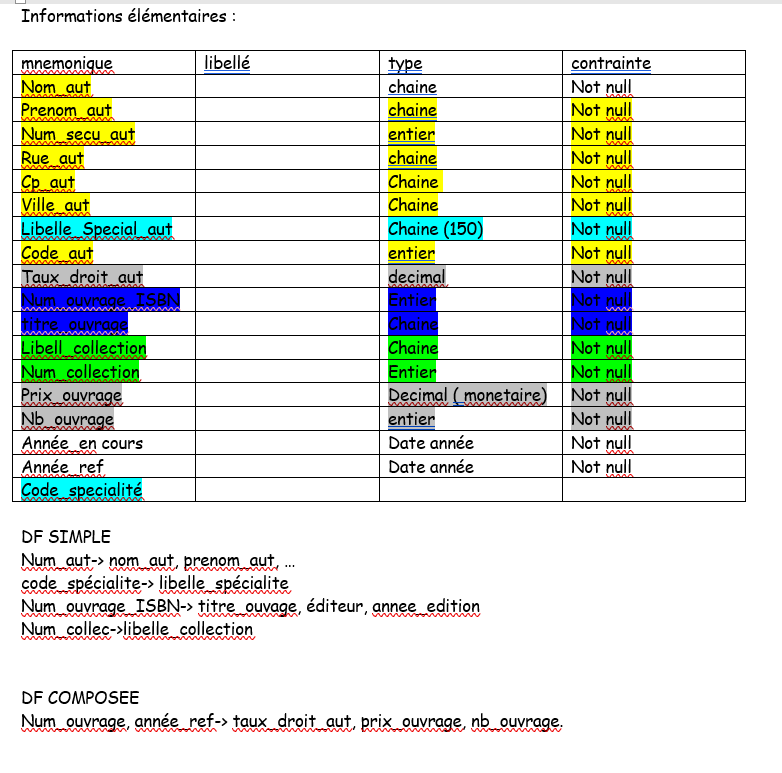 Informations élémentaires :
mnemonique libellé type contrainte
Nom_aut chaine Not null
Prenom_aut chaine Not null
Num_secu_aut entier Not null
Rue_aut chaine Not null
Cp_aut Chaine Not null
Ville_aut Chaine Not null
Libelle_Special_aut Chaine (150) Not null
Code_aut entier Not null
Taux_droit_aut decimal Not null
Num_ouvrage_ISBN Entier Not null
titre_ouvrage Chaine Not null
Libell_collection Chaine Not null
Num_collection Entier Not null
Prix_ouvrage Decimal ( monetaire) Not null
Nb_ouvrage entier Not null
Année_en cours Date année Not null
Année_ref Date année Not null
Code_specialité
DF SIMPLE
Num_aut-> nom_aut, prenom_aut, ...
code_spécialite-> libelle_spécialite
Num_ouvrage_ISBN-> titre_ouvage, éditeur, annee_edition
Num_collec->libelle_collection
DF COMPOSEE
Num_ouvrage, année_ref-> taux_droit_aut, prix_ouvrage, nb_ouvrage.